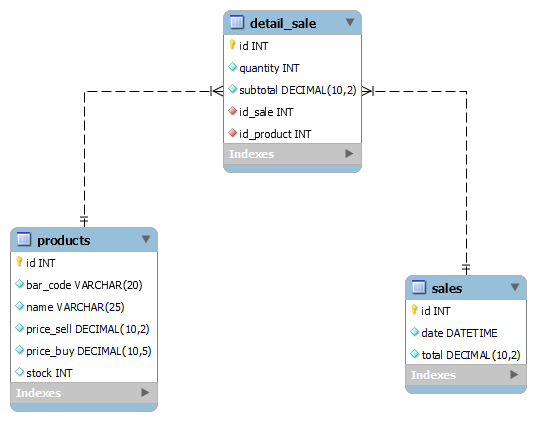 detail_sale
id INT
quantity INT
subtotal DECIMAL(10,2)
id_sale INT
id_product INT
Indexes
products
id INT
bar_code VARCHAR(20)
name VARCHAR(25)
price_sell DECIMAL(10,2)
price_buy DECIMAL(10,5)
stock INT
Indexes
sales
id INT
date DATETIME
total DECIMAL(10,2)
Indexes